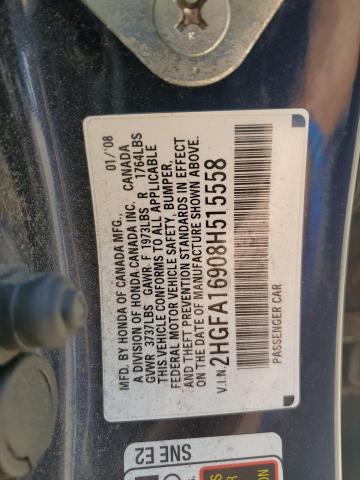 MFD. BY HONDA OF CANADA MFG., 01/'08
A DIVISION OF HONDA CANADA INC. CANADA
GVWR 3737LBS GAWR. F 1973LBS R 1764LBS
THIS VEHICLE CONFORMS TO ALL APPLICABLE
FEDERAL MOTOR VEHICLE SAFETY, BUMPER,
AND THEFT PREVENTION STANDARDS IN EFFECT
ON THE DATE OF MANUFACTURE SHOWN ABOVE.
V.I.N. 2HGFA16908H515558
PASSENGER CAR
SNE E2
K